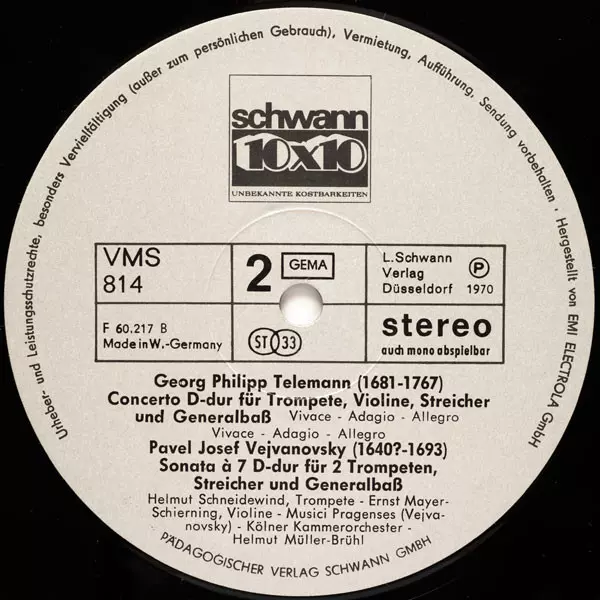 Urheber- und Leistungsschutzrechte, besonders Vervielfältigung (außer zum persönlichen Gebrauch), Vermietung, Aufführung, Sendung vorbehalten · Hergestellt von EMI ELECTROLA GmbH
schwann
10x10
UNBEKANNTE KOSTBARKEITEN
VMS
814
2
GEMA
L. Schwann
Verlag
Düsseldorf
P
1970
F 60.217 B
Made in W.-Germany
ST 33
stereo
auch mono abspielbar
Georg Philipp Telemann (1681-1767)
Concerto D-dur für Trompete, Violine, Streicher
und Generalbaß Vivace - Adagio - Allegro
Vivace - Adagio - Allegro
Pavel Josef Vejvanovsky (1640?-1693)
Sonata à 7 D-dur für 2 Trompeten,
Streicher und Generalbaß
Helmut Schneidewind, Trompete - Ernst Mayer-
Schierning, Violine - Musici Pragenses (Vejva-
novsky) - Kölner Kammerorchester -
Helmut Müller-Brühl
PÄDAGOGISCHER VERLAG SCHWANN GMBH